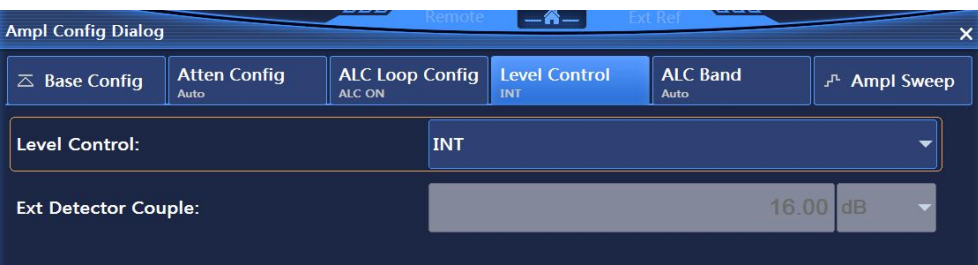 Remote
Ext Ref
Ampl Config Dialog
Base Config
Atten Config
Auto
ALC Loop Config
ALC ON
Level Control
INT
ALC Band
Auto
Ampl Sweep
Level Control:
INT
Ext Detector Couple:
16.00 dB